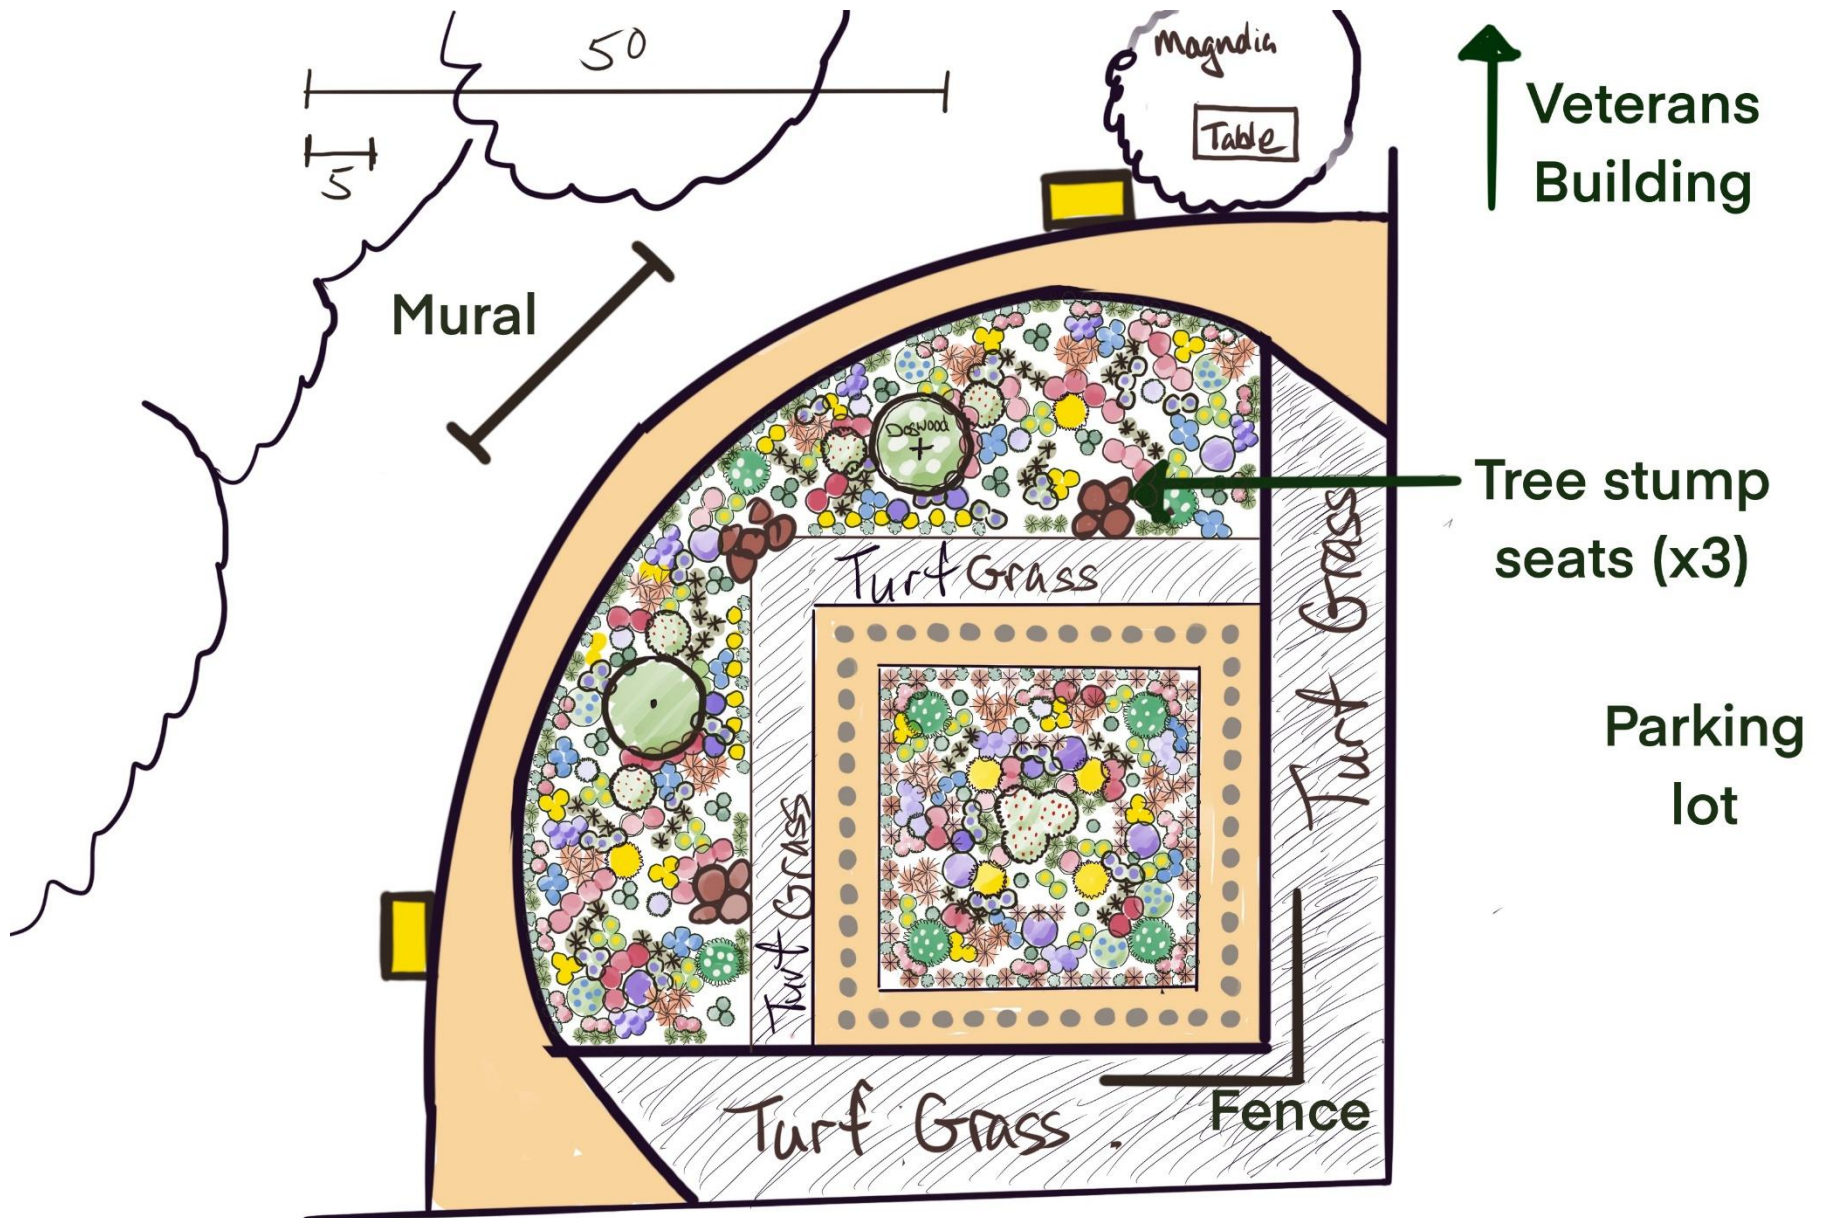 50
Magnolia
Table
5
Veterans
Building
Mural
Dogwood
Tree stump
seats (x3)
Turf Grass
Turf Grass
Turf Grass
Parking
lot
Fence
Turf Grass.